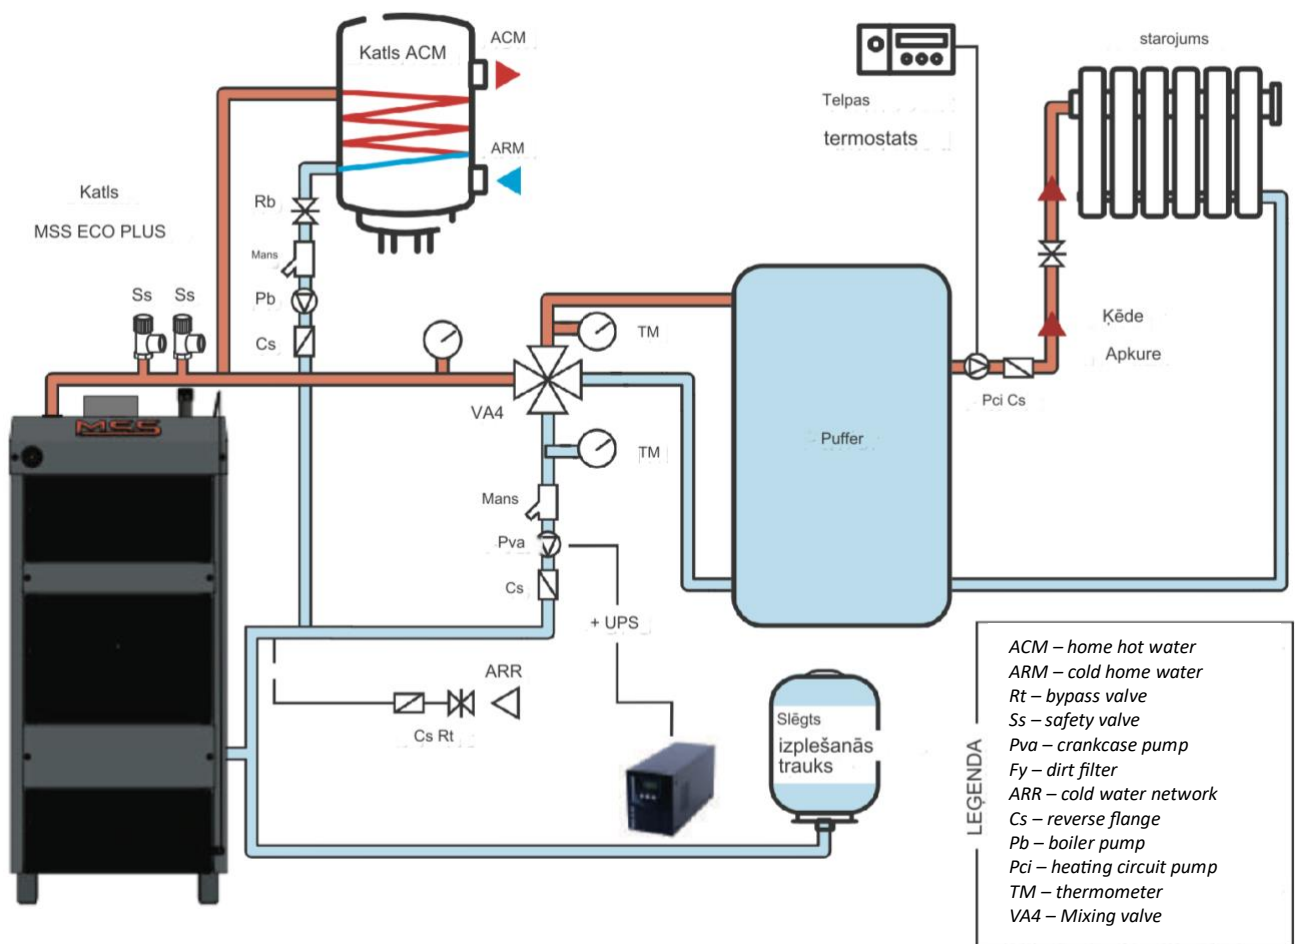 Katls ACM
ACM
ARM
Telpas
termostats
starojums
Katls
MSS ECO PLUS
Rb
Mans
Pb
Cs
Ss
Ss
TM
VA4
TM
Mans
Pva
Cs
+ UPS
Puffer
Pci Cs
Ķēde
Apkure
MSS
ARR
Cs Rt
Slēgts
izplešanās
trauks
LEĢENDA
ACM – home hot water
ARM – cold home water
Rt – bypass valve
Ss – safety valve
Pva – crankcase pump
Fy – dirt filter
ARR – cold water network
Cs – reverse flange
Pb – boiler pump
Pci – heating circuit pump
TM – thermometer
VA4 – Mixing valve